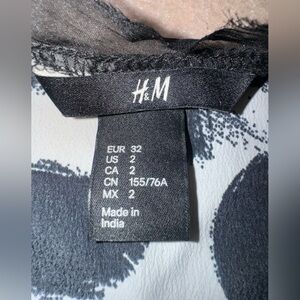 H&M
EUR 32
US 2
CA 2
CN 155/76A
MX 2
Made in
India